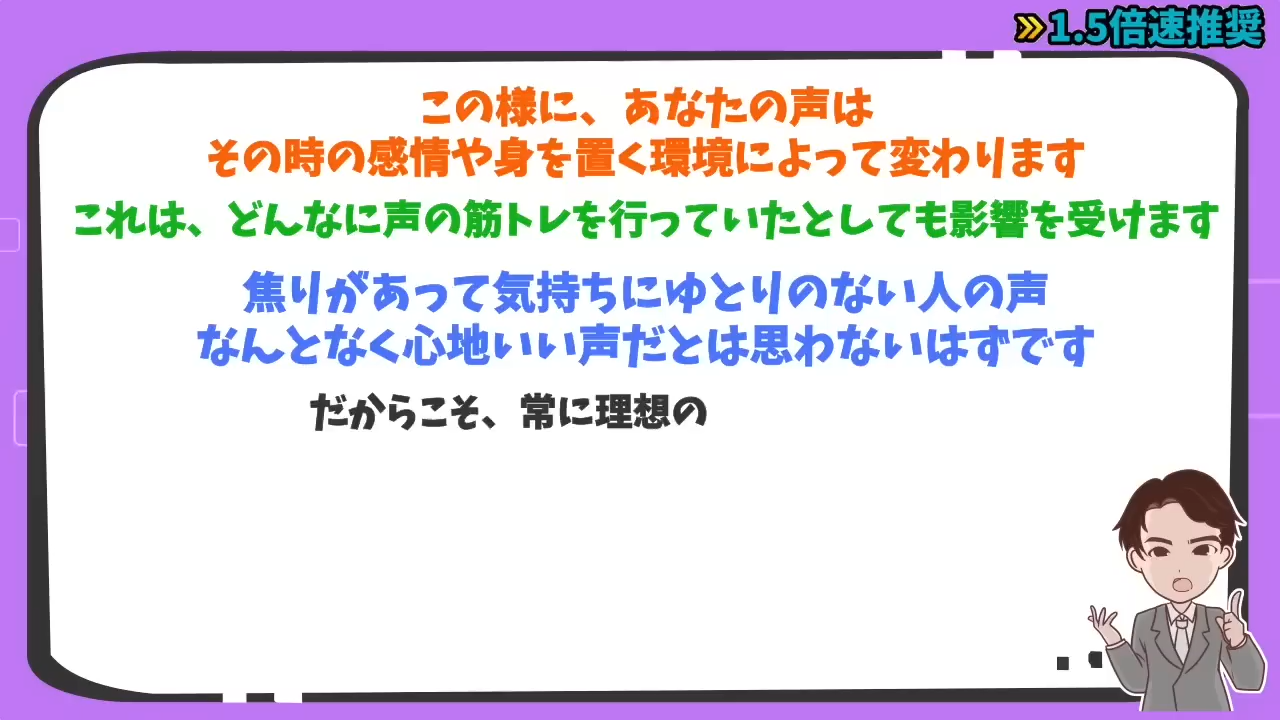 1.5倍速推奨
この様に、あなたの声は
その時の感情や身を置く環境によって変わります
これは、どんなに声の筋トレを行っていたとしても影響を受けます
焦りがあって気持ちにゆとりのない人の声
なんとなく心地いい声だとは思わないはずです
だからこそ、常に理想の